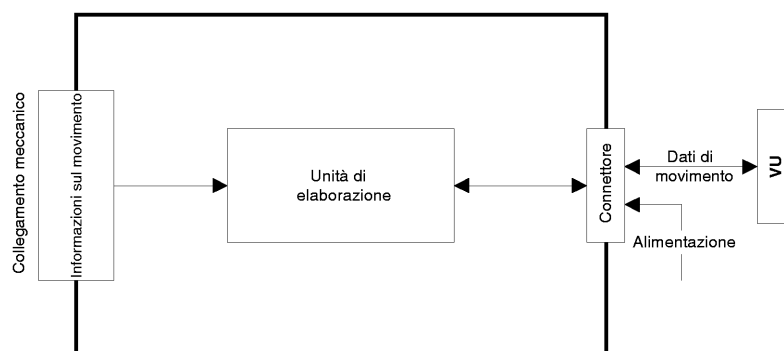 Collegamento meccanico
Informazioni sul movimento
Unità di
elaborazione
Connettore
Dati di
movimento
VU
Alimentazione